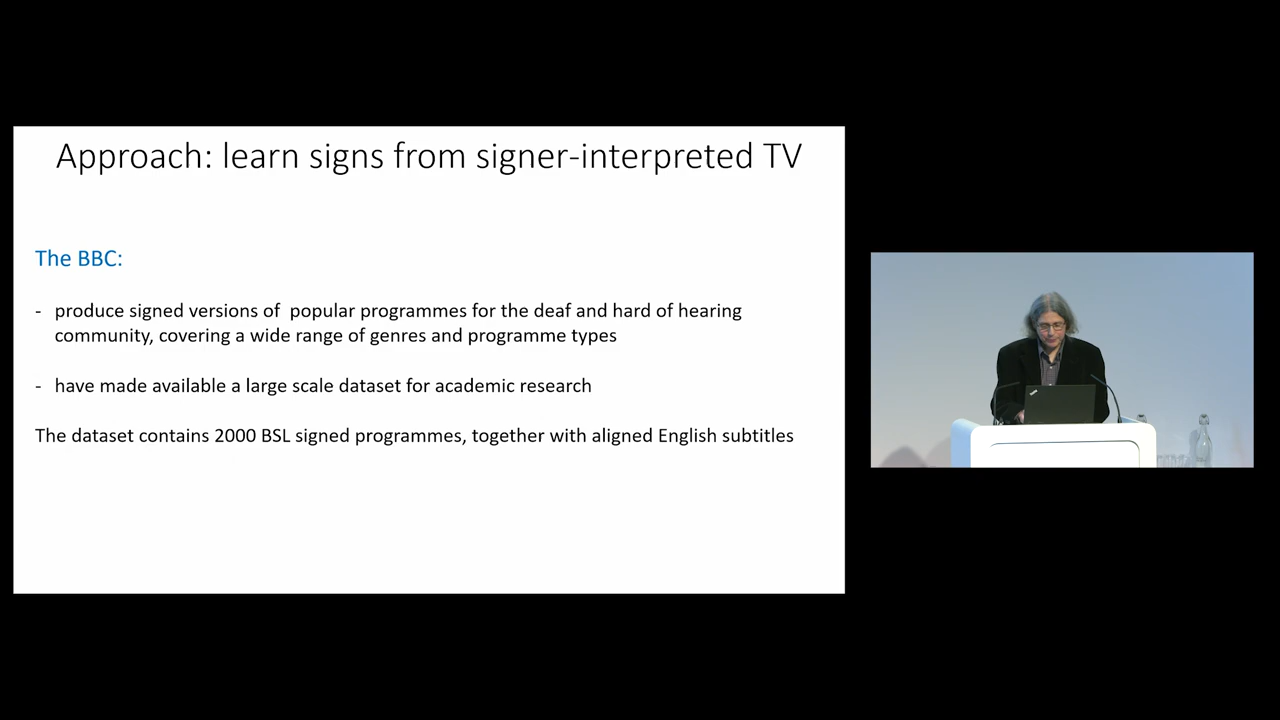 Approach: learn signs from signer-interpreted TV
The BBC:
- produce signed versions of  popular programmes for the deaf and hard of hearing
community, covering a wide range of genres and programme types
- have made available a large scale dataset for academic research
The dataset contains 2000 BSL signed programmes, together with aligned English subtitles